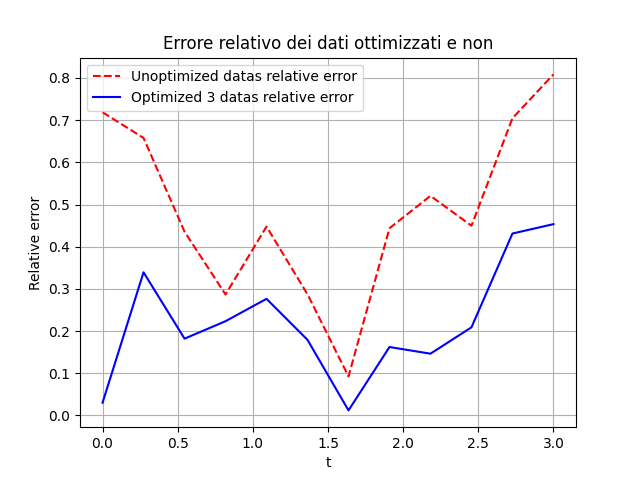 Errore relativo dei dati ottimizzati e non
Unoptimized datas relative error
Optimized 3 datas relative error
Relative error
0.8
0.7
0.6
0.5
0.4
0.3
0.2
0.1
0.0
0.0 0.5 1.0 1.5 2.0 2.5 3.0
t